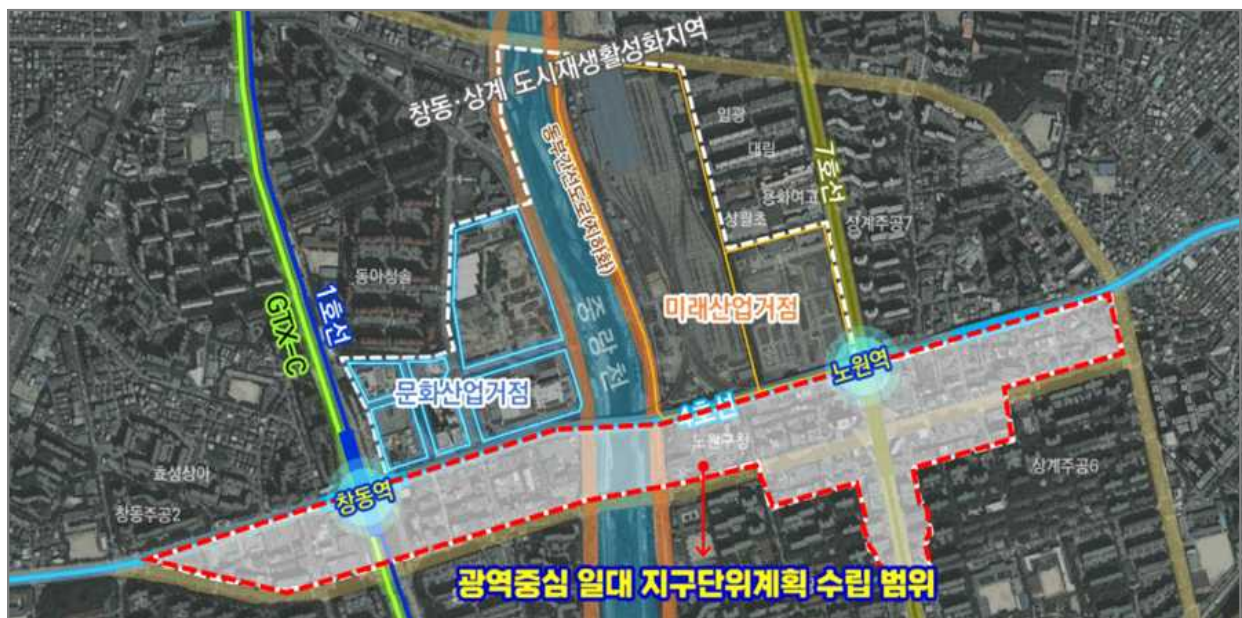 창동·상계 도시재생활성화지역
동부간선도로(지하화)
임광
대림
용화여고
상월초
7호선
상계주공7
동아청솔
GTX-C
1호선
중랑천
미래산업거점
문화산업거점
노원역
4호선
노원구청
효성상아
창동주공2
창동역
상계주공6
광역중심 일대 지구단위계획 수립 범위